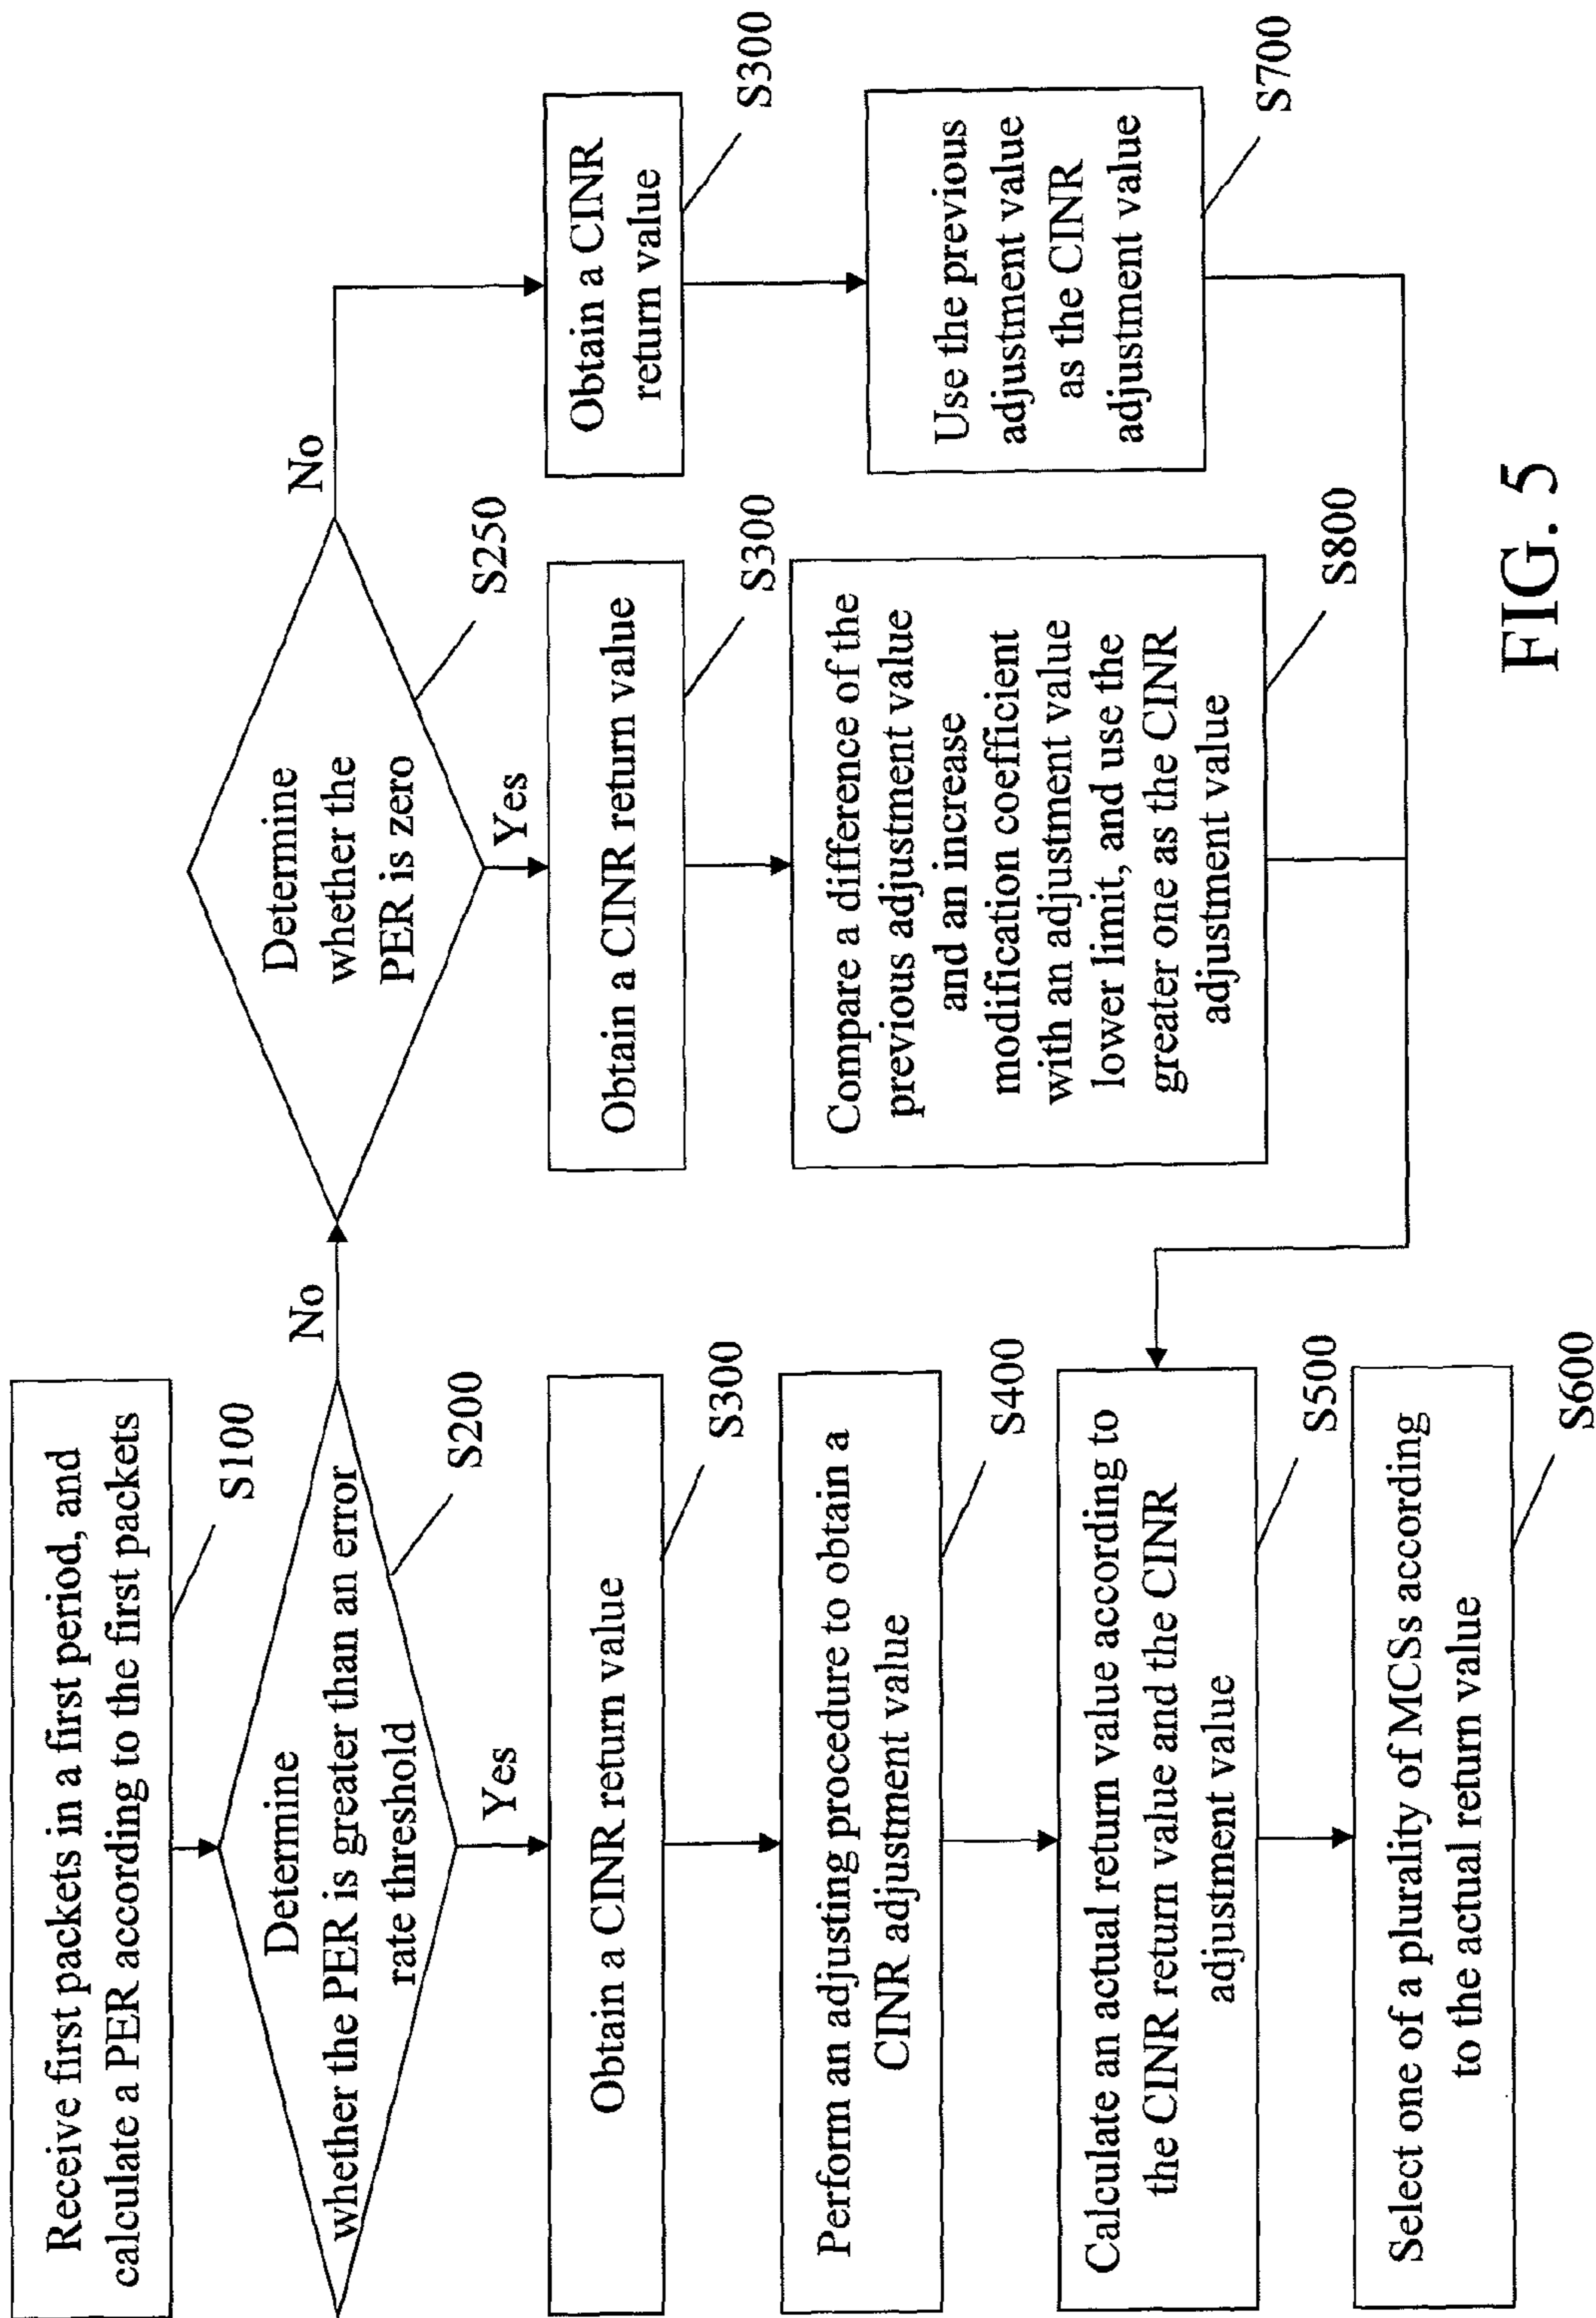 Receive first packets in a first period, and
calculate a PER according to the first packets
S100
Determine
whether the PER is greater than an error
rate threshold
S200
No
Yes
Obtain a CINR return value
S300
Perform an adjusting procedure to obtain a
CINR adjustment value
S400
Calculate an actual return value according to
the CINR return value and the CINR
adjustment value
S500
Select one of a plurality of MCSs according
to the actual return value
S600
Determine
whether the
PER is zero
S250
No
Yes
Obtain a CINR return value
S300
Compare a difference of the
previous adjustment value
and an increase
modification coefficient
with an adjustment value
lower limit, and use the
greater one as the CINR
adjustment value
S800
Obtain a CINR
return value
S300
Use the previous
adjustment value
as the CINR
adjustment value
S700
FIG. 5